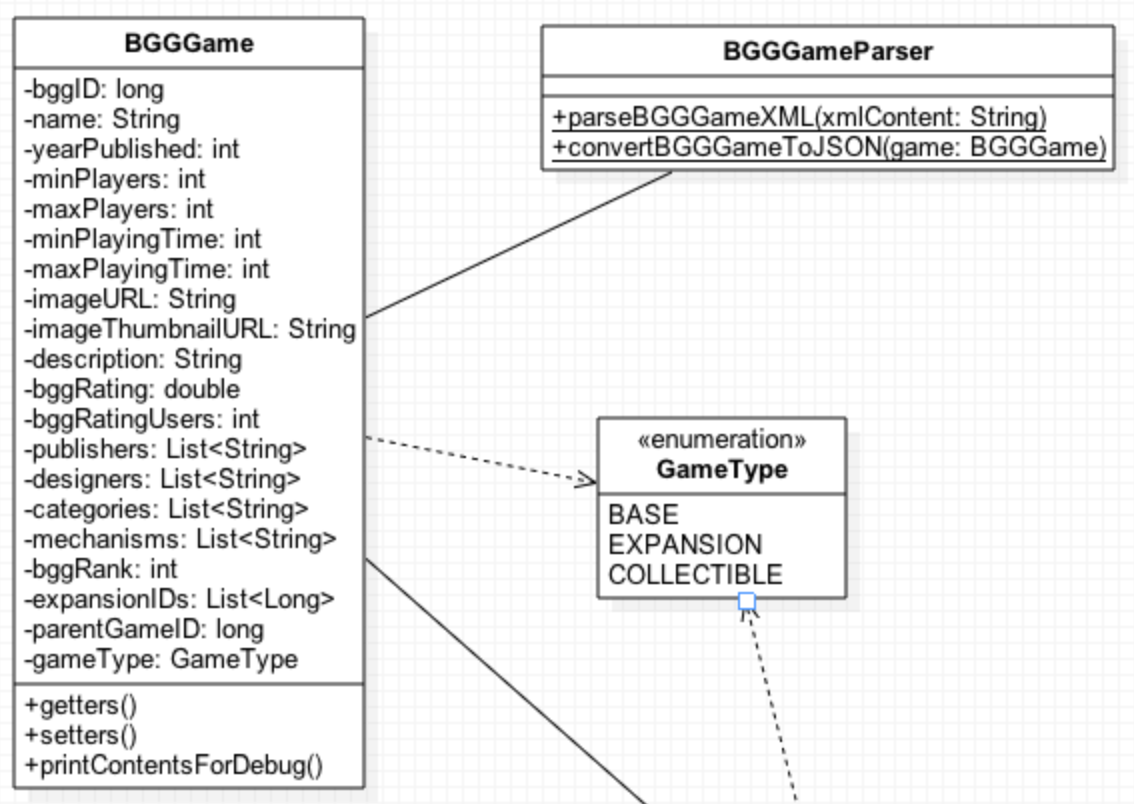 BGGGame
-bggID: long
-name: String
-yearPublished: int
-minPlayers: int
-maxPlayers: int
-minPlayingTime: int
-maxPlayingTime: int
-imageURL: String
-imageThumbnailURL: String
-description: String
-bggRating: double
-bggRatingUsers: int
-publishers: List<String>
-designers: List<String>
-categories: List<String>
-mechanisms: List<String>
-bggRank: int
-expansionIDs: List<Long>
-parentGameID: long
-gameType: GameType
+getters()
+setters()
+printContentsForDebug()
BGGGameParser
+parseBGGGameXML(xmlContent: String)
+convertBGGGameToJSON(game: BGGGame)
«enumeration»
GameType
BASE
EXPANSION
COLLECTIBLE